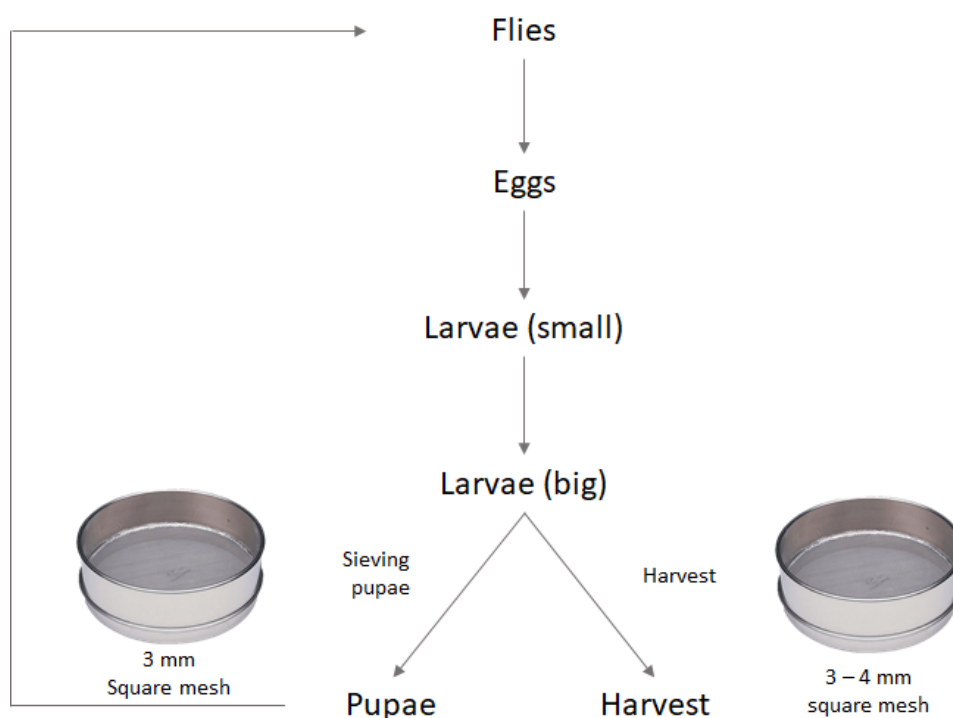 Flies
Eggs
Larvae (small)
Larvae (big)
Sieving
pupae
Harvest
3 mm
Square mesh
3 – 4 mm
square mesh
Pupae
Harvest